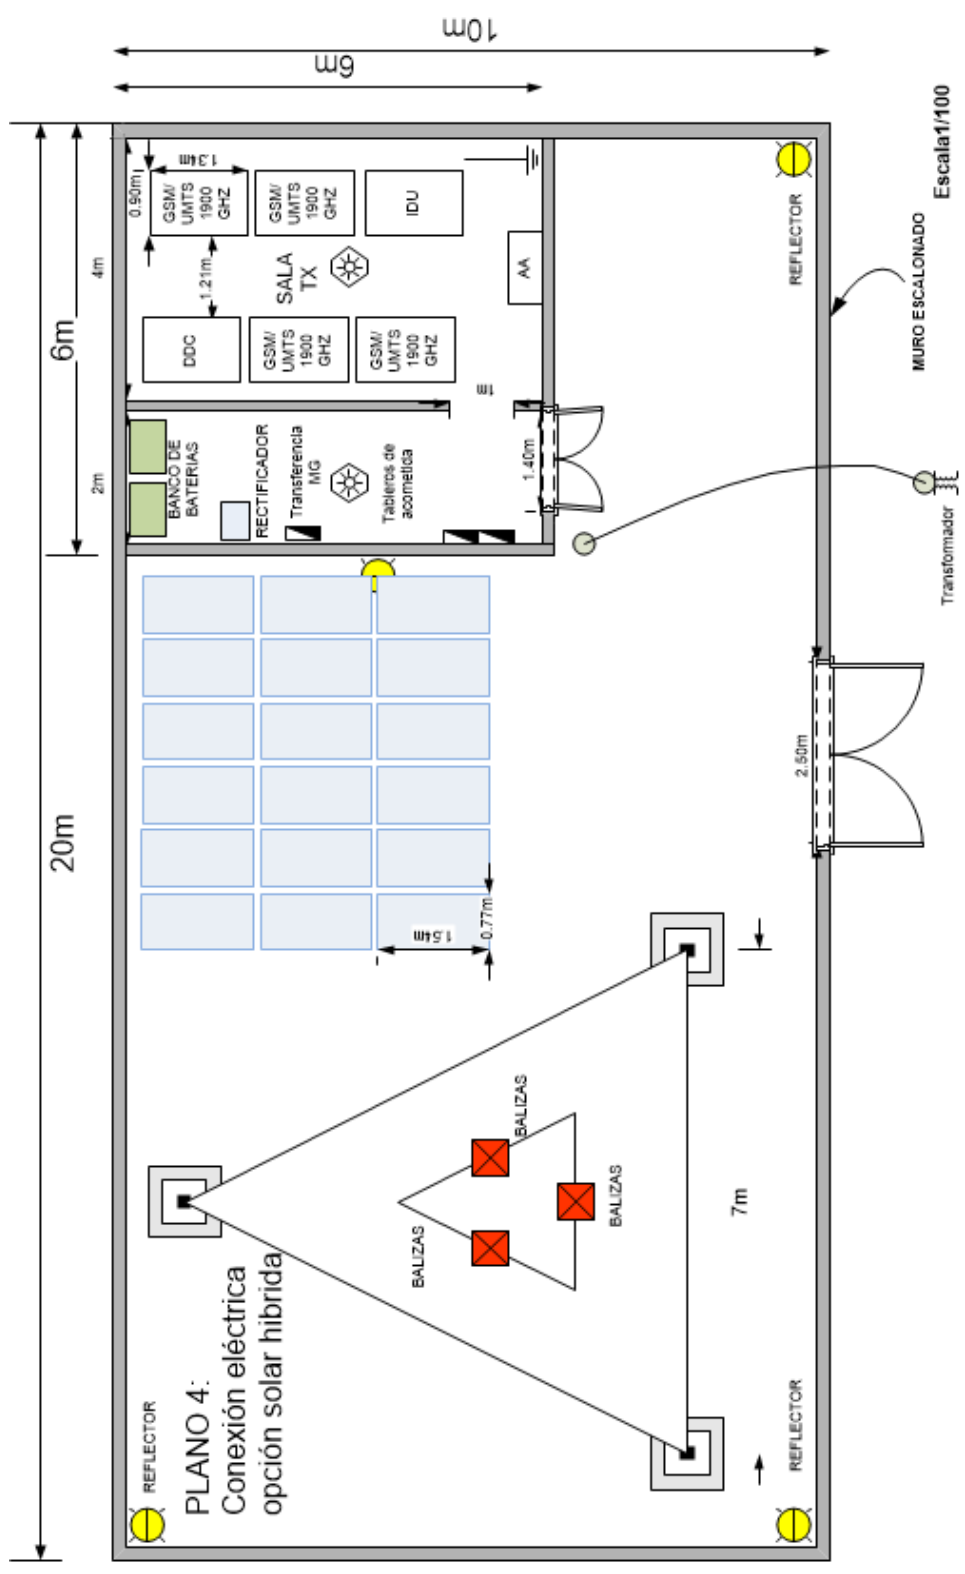 10m
6m
Escala1/100
20m
6m
4m
2m
0.90m
1.34m
GSM/
UMTS
1900
GHZ
GSM/
UMTS
1900
GHZ
IDU
1.21m
SALA
TX
AA
DDC
GSM/
UMTS
1900
GHZ
GSM/
UMTS
1900
GHZ
1m
BANCO DE
BATERIAS
RECTIFICADOR
Transferencia
MG
Tableros de
acometida
1.40m
REFLECTOR
MURO ESCALONADO
Transformador
2.50m
1.54m
0.77m
BALIZAS
BALIZAS
BALIZAS
7m
REFLECTOR
PLANO 4:
Conexión eléctrica
opción solar hibrida
REFLECTOR